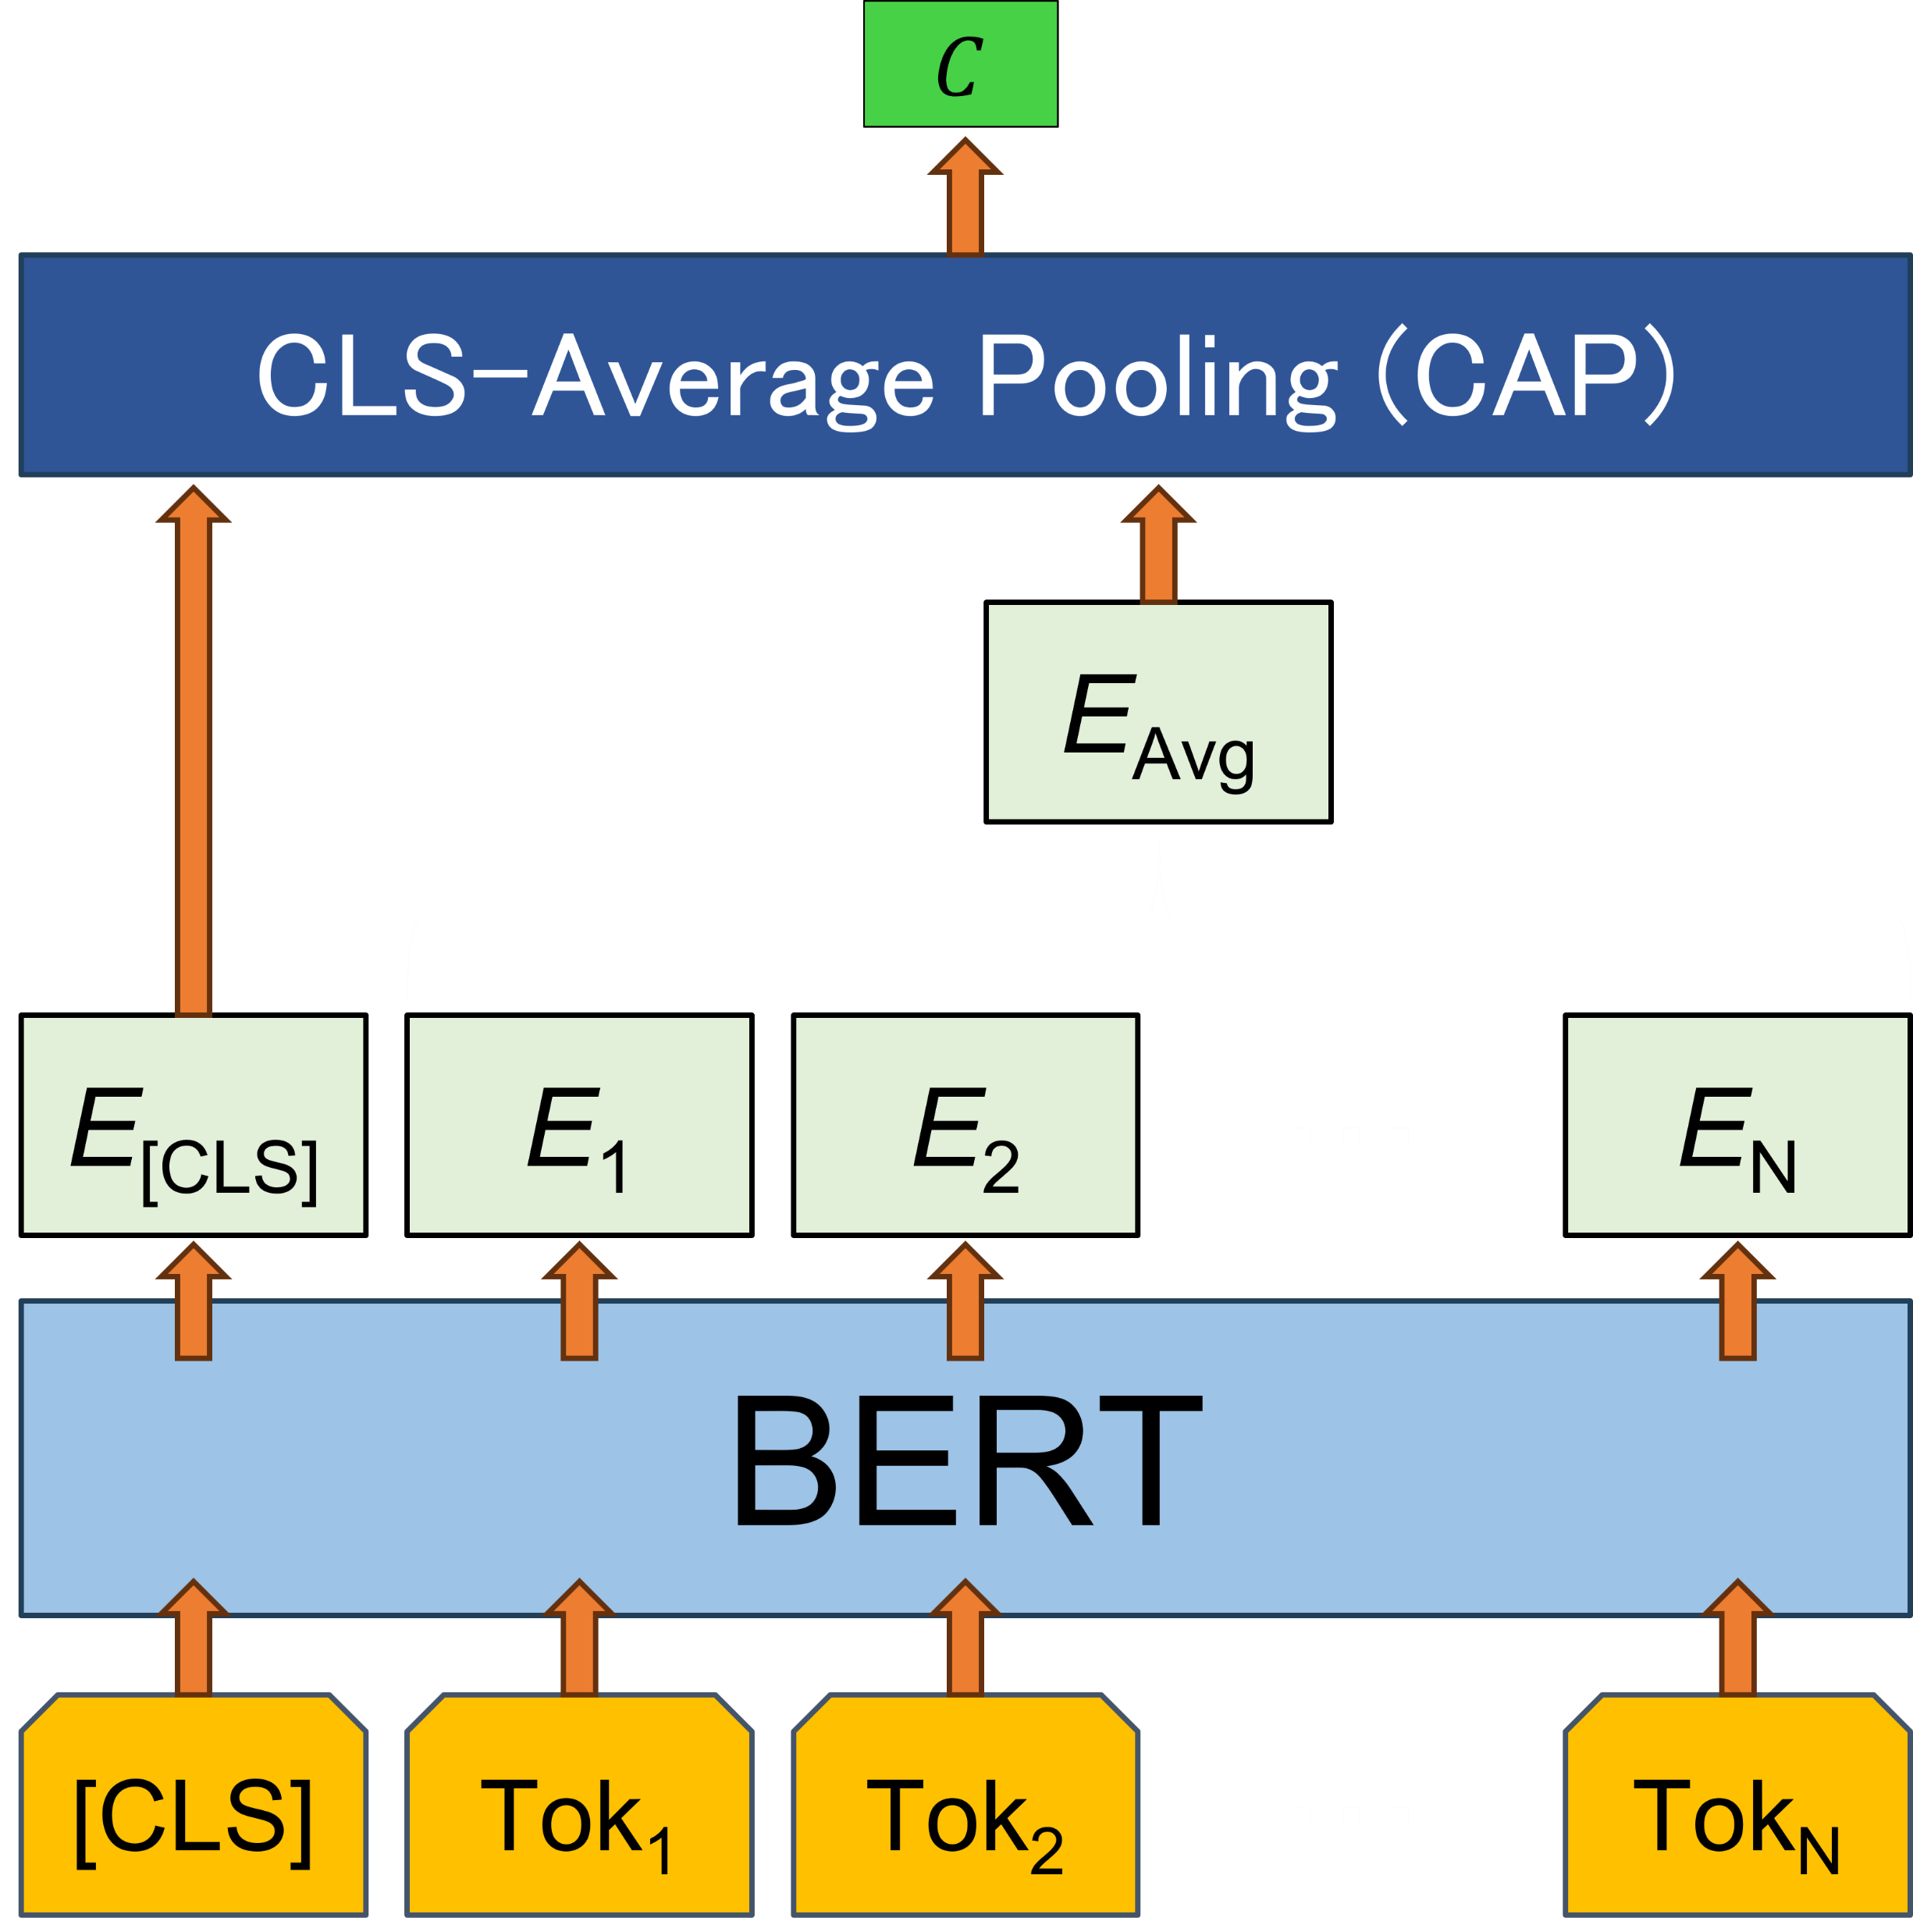 C
CLS-Average Pooling (CAP)
E_Avg
E_[CLS] E_1 E_2 E_N
BERT
[CLS] Tok_1 Tok_2 Tok_N